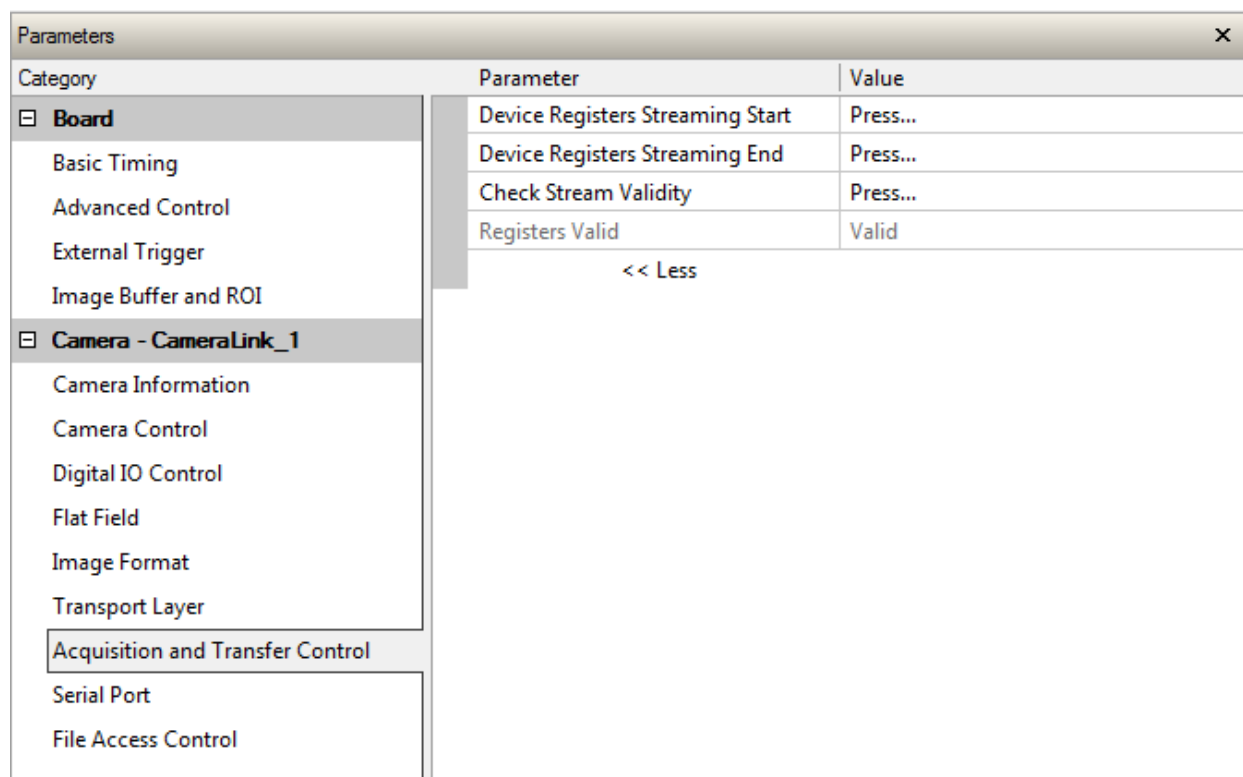 Parameters
Category
Parameter Value
Board
Basic Timing
Advanced Control
External Trigger
Image Buffer and ROI
Camera - CameraLink_1
Camera Information
Camera Control
Digital IO Control
Flat Field
Image Format
Transport Layer
Acquisition and Transfer Control
Serial Port
File Access Control
Device Registers Streaming Start Press...
Device Registers Streaming End Press...
Check Stream Validity Press...
Registers Valid Valid
<< Less